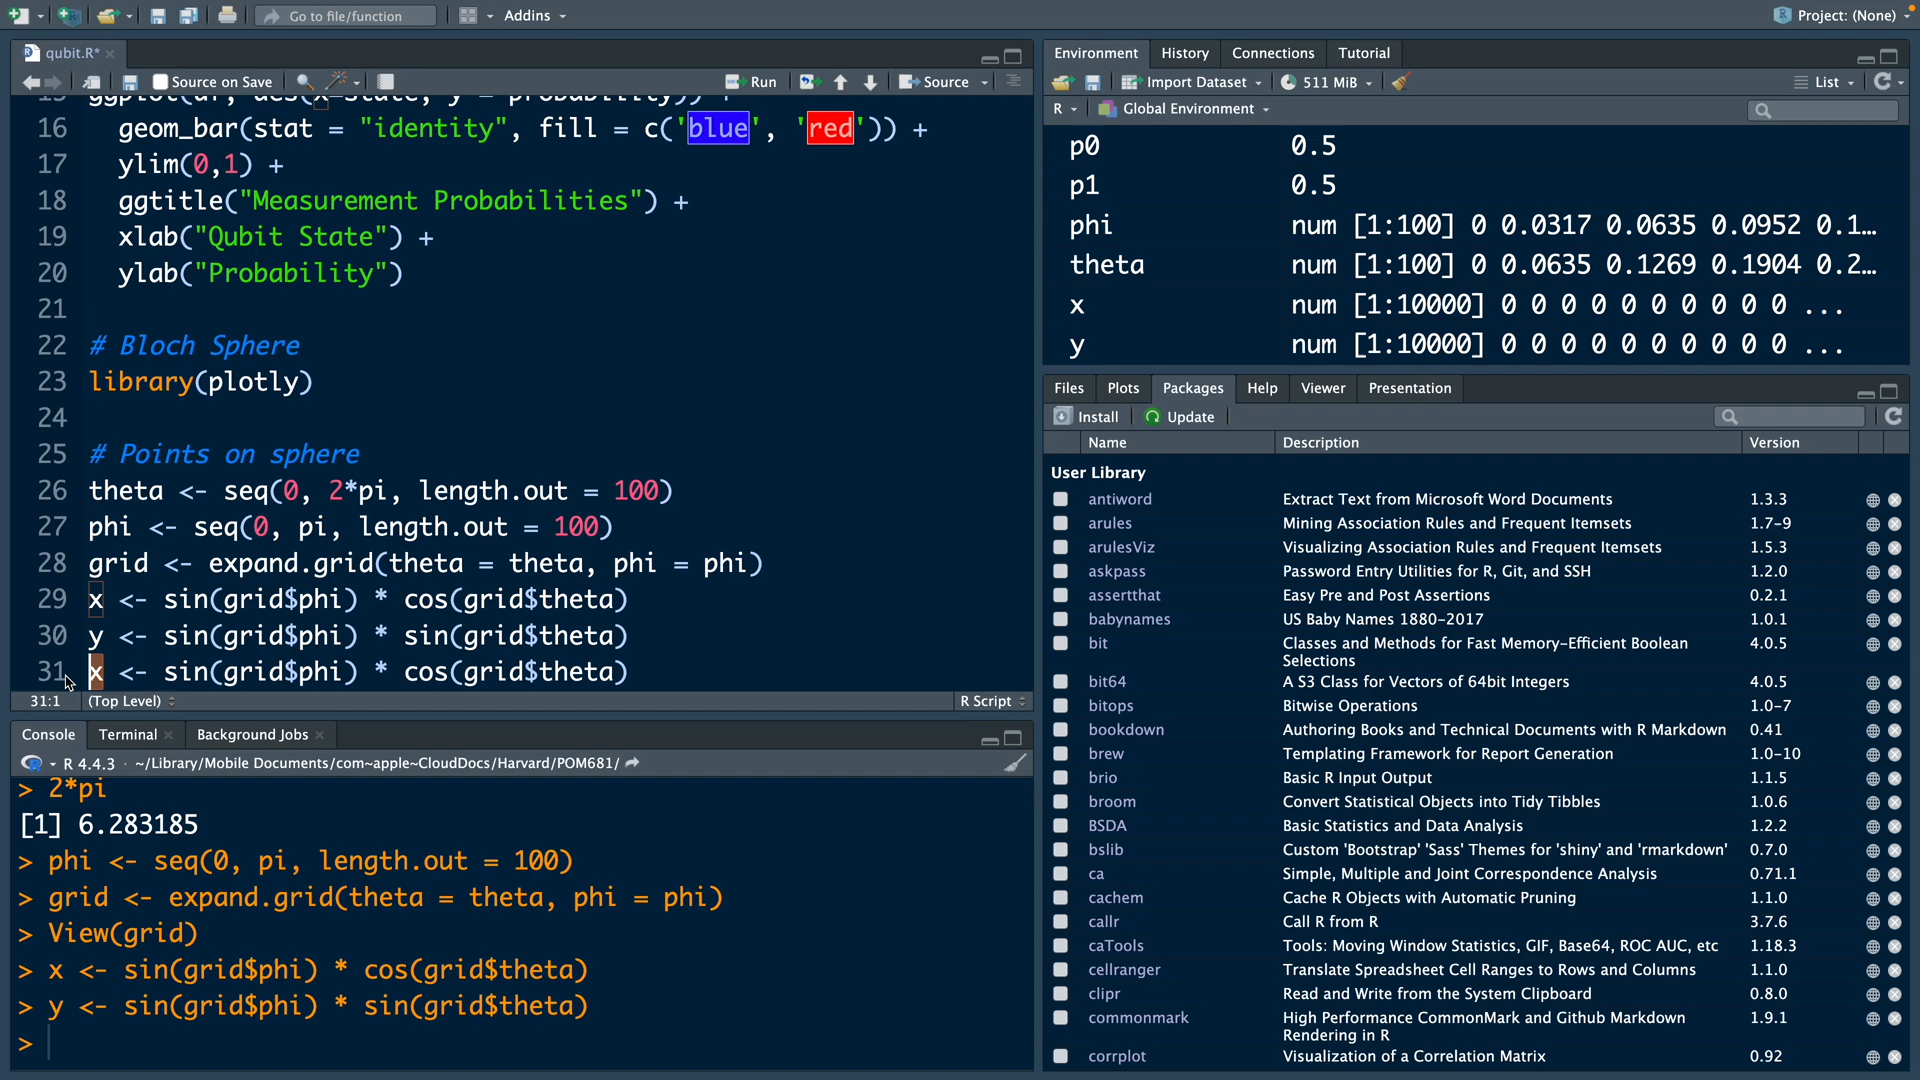 Go to file/function
Addins
Project: (None)
qubit.R*
Source on Save
Run
Source
15 ggplot(df, aes(x=state, y = probability)) +
16 geom_bar(stat = "identity", fill = c('blue', 'red')) +
17 ylim(0,1) +
18 ggtitle("Measurement Probabilities") +
19 xlab("Qubit State") +
20 ylab("Probability")
21
22 # Bloch Sphere
23 library(plotly)
24
25 # Points on sphere
26 theta <- seq(0, 2*pi, length.out = 100)
27 phi <- seq(0, pi, length.out = 100)
28 grid <- expand.grid(theta = theta, phi = phi)
29 x <- sin(grid$phi) * cos(grid$theta)
30 y <- sin(grid$phi) * sin(grid$theta)
31 x <- sin(grid$phi) * cos(grid$theta)
31:1 (Top Level) R Script
Console Terminal Background Jobs
R 4.4.3 · ~/Library/Mobile Documents/com~apple~CloudDocs/Harvard/POM681/
> 2*pi
[1] 6.283185
> phi <- seq(0, pi, length.out = 100)
> grid <- expand.grid(theta = theta, phi = phi)
> View(grid)
> x <- sin(grid$phi) * cos(grid$theta)
> y <- sin(grid$phi) * sin(grid$theta)
>
Environment History Connections Tutorial
Import Dataset 511 MiB List
R Global Environment
p0 0.5
p1 0.5
phi num [1:100] 0 0.0317 0.0635 0.0952 0.1…
theta num [1:100] 0 0.0635 0.1269 0.1904 0.2…
x num [1:10000] 0 0 0 0 0 0 0 0 0 0 ...
y num [1:10000] 0 0 0 0 0 0 0 0 0 0 ...
Files Plots Packages Help Viewer Presentation
Install Update
Name Description Version
User Library
antiword Extract Text from Microsoft Word Documents 1.3.3
arules Mining Association Rules and Frequent Itemsets 1.7-9
arulesViz Visualizing Association Rules and Frequent Itemsets 1.5.3
askpass Password Entry Utilities for R, Git, and SSH 1.2.0
assertthat Easy Pre and Post Assertions 0.2.1
babynames US Baby Names 1880-2017 1.0.1
bit Classes and Methods for Fast Memory-Efficient Boolean 4.0.5
Selections
bit64 A S3 Class for Vectors of 64bit Integers 4.0.5
bitops Bitwise Operations 1.0-7
bookdown Authoring Books and Technical Documents with R Markdown 0.41
brew Templating Framework for Report Generation 1.0-10
brio Basic R Input Output 1.1.5
broom Convert Statistical Objects into Tidy Tibbles 1.0.6
BSDA Basic Statistics and Data Analysis 1.2.2
bslib Custom 'Bootstrap' 'Sass' Themes for 'shiny' and 'rmarkdown' 0.7.0
ca Simple, Multiple and Joint Correspondence Analysis 0.71.1
cachem Cache R Objects with Automatic Pruning 1.1.0
callr Call R from R 3.7.6
caTools Tools: Moving Window Statistics, GIF, Base64, ROC AUC, etc 1.18.3
cellranger Translate Spreadsheet Cell Ranges to Rows and Columns 1.1.0
clipr Read and Write from the System Clipboard 0.8.0
commonmark High Performance CommonMark and Github Markdown 1.9.1
Rendering in R
corrplot Visualization of a Correlation Matrix 0.92